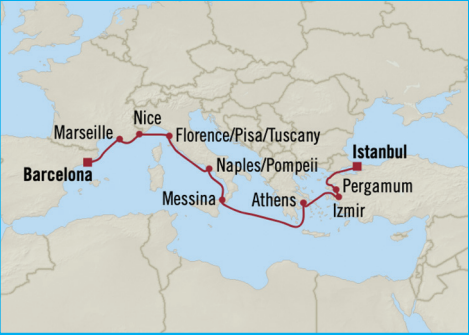 Nice
Marseille
Florence/Pisa/Tuscany
Istanbul
Barcelona
Naples/Pompeii
Pergamum
Messina
Athens
Izmir